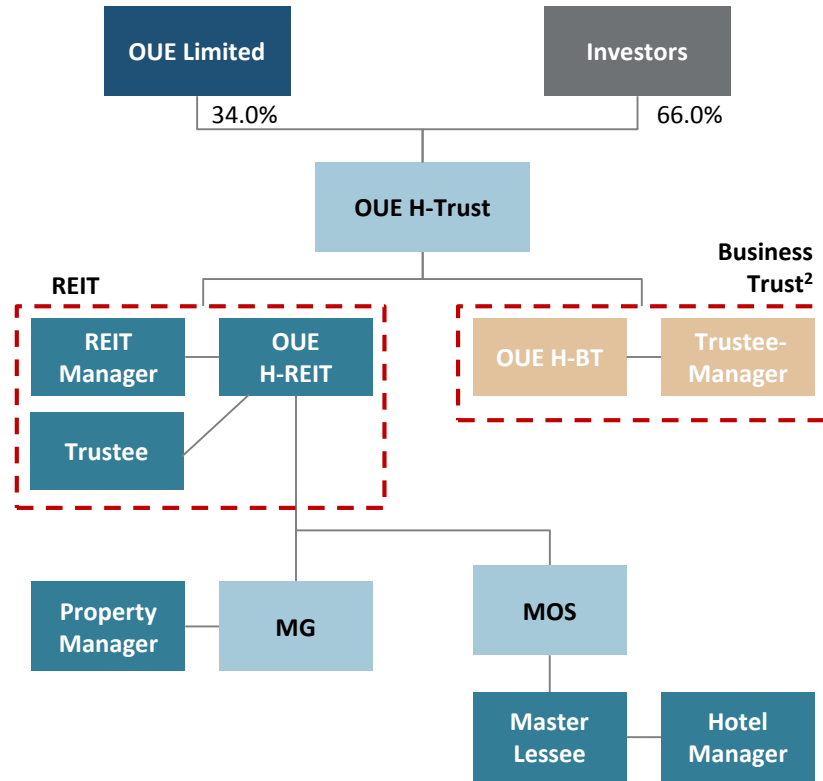 OUE Limited
Investors
34.0%
66.0%
OUE H-Trust
REIT
Business
Trust2
REIT
Manager
OUE
H-REIT
OUE H-BT
Trustee-
Manager
Trustee
Property
Manager
MG
MOS
Master
Lessee
Hotel
Manager